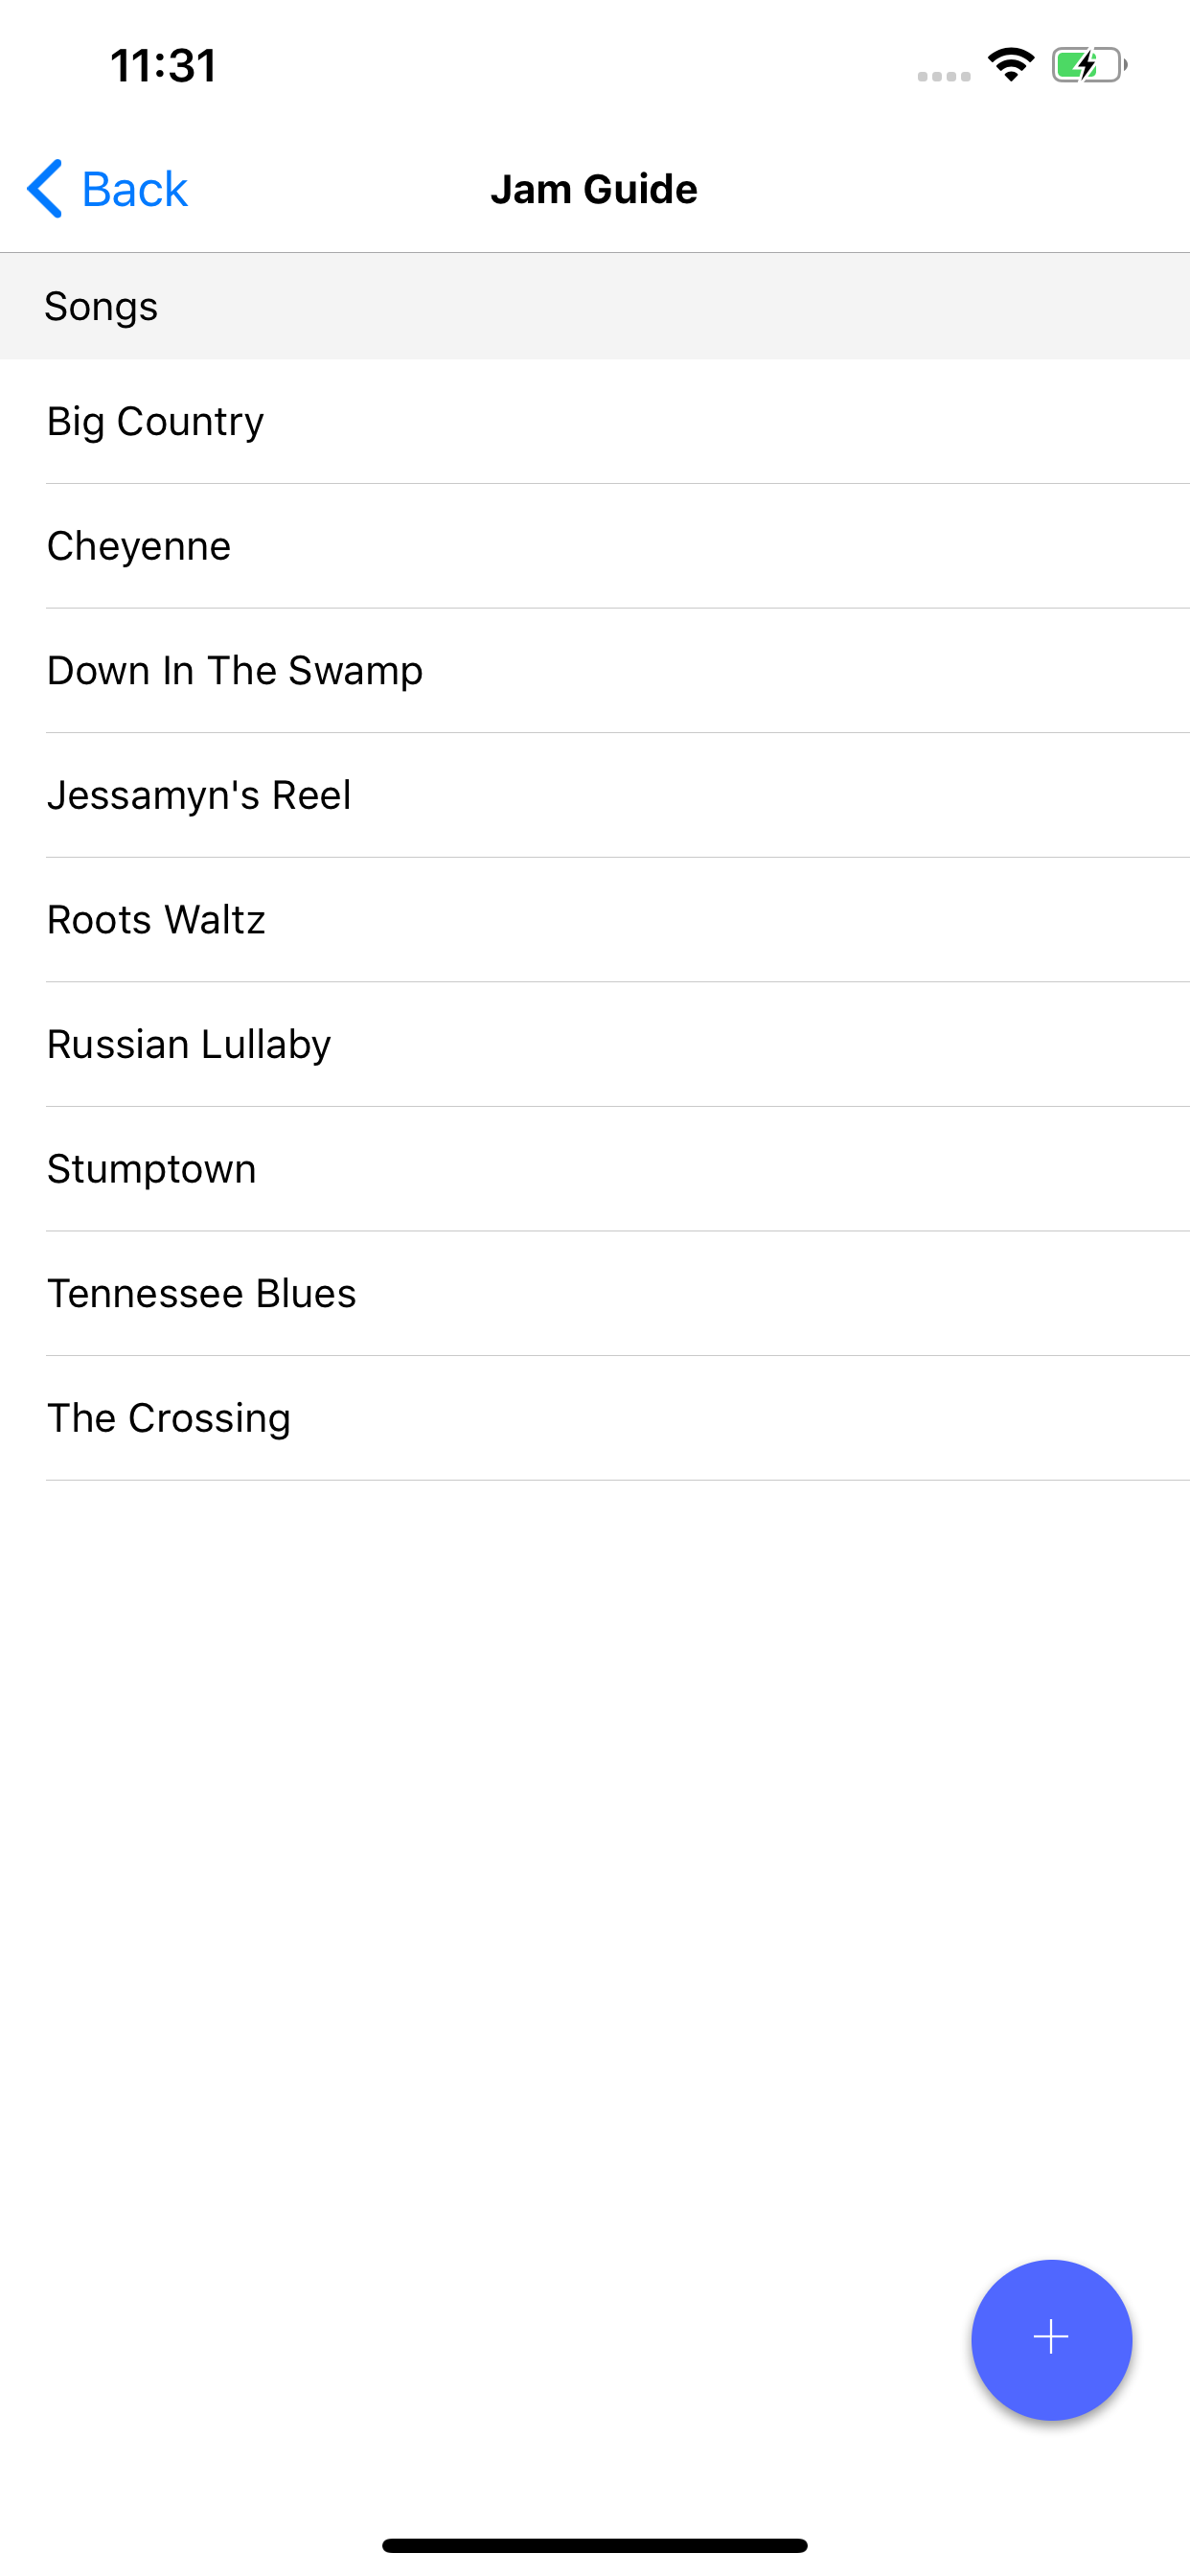 11:31
Back
Jam Guide
Songs
Big Country
Cheyenne
Down In The Swamp
Jessamyn's Reel
Roots Waltz
Russian Lullaby
Stumptown
Tennessee Blues
The Crossing
+